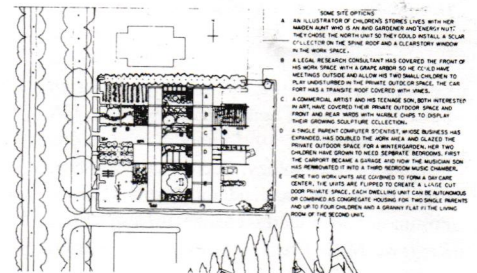 SOME SITE OPTIONS
A AN ILLUSTRATOR OF CHILDREN'S STORIES LIVES WITH HER
MAIDEN AUNT WHO IS AN AVID GARDENER AND 'ENERGY NUT'.
THEY CHOSE THE NORTH UNIT SO THEY COULD INSTALL A SOLAR
COLLECTOR ON THE SPINE ROOF AND A CLEARSTORY WINDOW
IN THE WORK SPACE.
B A LEGAL RESEARCH CONSULTANT HAS COVERED THE FRONT OF
HIS WORK SPACE WITH A GRAPE ARBOR SO HE COULD HAVE
MEETINGS OUTSIDE AND ALLOW HIS TWO SMALL CHILDREN TO
PLAY UNDISTURBED IN THE PRIVATE OUTDOOR SPACE. THE CAR
PORT HAS A TRANSITE ROOF COVERED WITH VINES.
C A COMMERCIAL ARTIST AND HIS TEENAGE SON, BOTH INTERESTED
IN ART, HAVE COVERED THEIR PRIVATE OUTDOOR SPACE AND
FRONT AND REAR YARDS WITH MARBLE CHIPS TO DISPLAY
THEIR GROWING SCULPTURE COLLECTION.
D A SINGLE PARENT COMPUTER SCIENTIST, WHOSE BUSINESS HAS
EXPANDED, HAS DOUBLED THE WORK AREA AND GLAZED THE
PRIVATE OUTDOOR SPACE FOR A WINTERGARDEN. HER TWO
CHILDREN HAVE GROWN TO NEED SEPERATE BEDROOMS. FIRST
THE CARPORT BECAME A GARAGE AND NOW THE MUSICIAN SON
HAS RENOVATED IT INTO A THIRD BEDROOM MUSIC CHAMBER.
E HERE TWO WORK UNITS ARE COMBINED TO FORM A DAY CARE
CENTER. THE UNITS ARE FLIPPED TO CREATE A LARGE OUT
DOOR PRIVATE SPACE. EACH DWELLING UNIT CAN BE AUTONOMOUS
OR COMBINED AS CONGREGATE HOUSING FOR TWO SINGLE PARENTS
AND UP TO FOUR CHILDREN AND A GRANNY FLAT IN THE LIVING
ROOM OF THE SECOND UNIT.